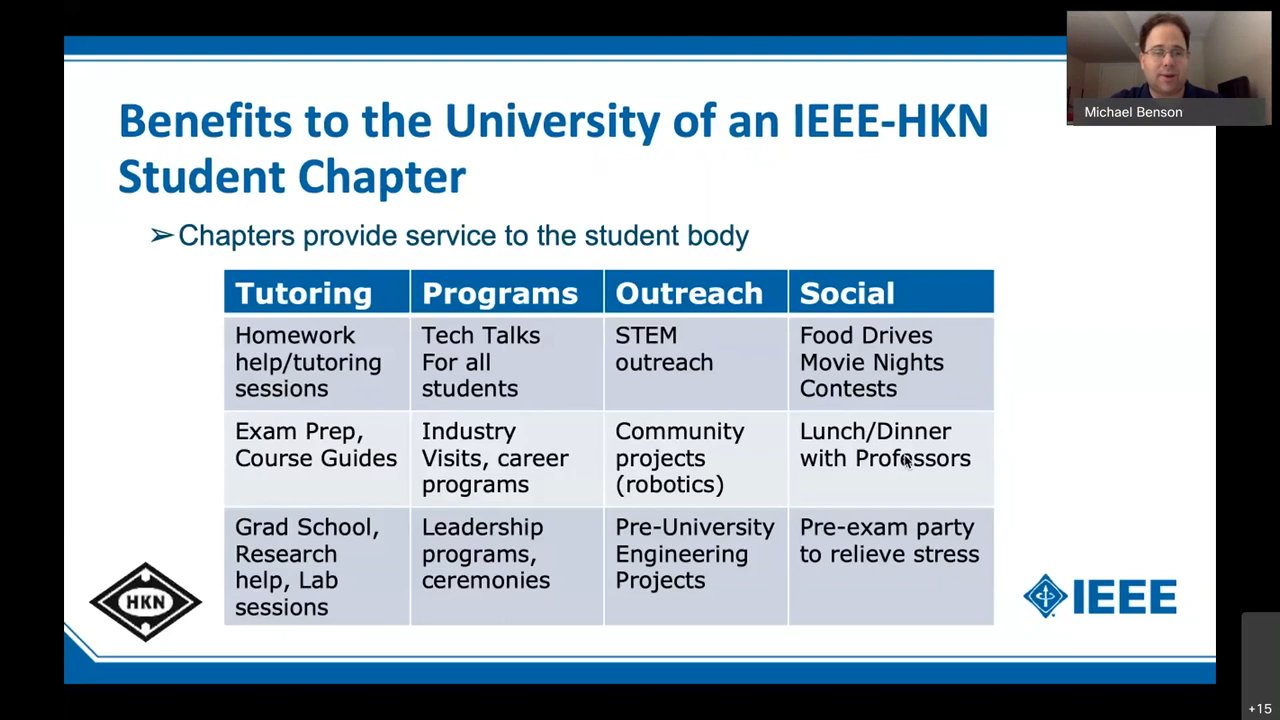 Michael Benson
Benefits to the University of an IEEE-HKN
Student Chapter
➢Chapters provide service to the student body
Tutoring
Programs
Outreach
Social
Homework
help/tutoring
sessions
Tech Talks
For all
students
STEM
outreach
Food Drives
Movie Nights
Contests
Exam Prep,
Course Guides
Industry
Visits, career
programs
Community
projects
(robotics)
Lunch/Dinner
with Professors
Grad School,
Research
help, Lab
sessions
Leadership
programs,
ceremonies
Pre-University
Engineering
Projects
Pre-exam party
to relieve stress
HKN
IEEE
+15